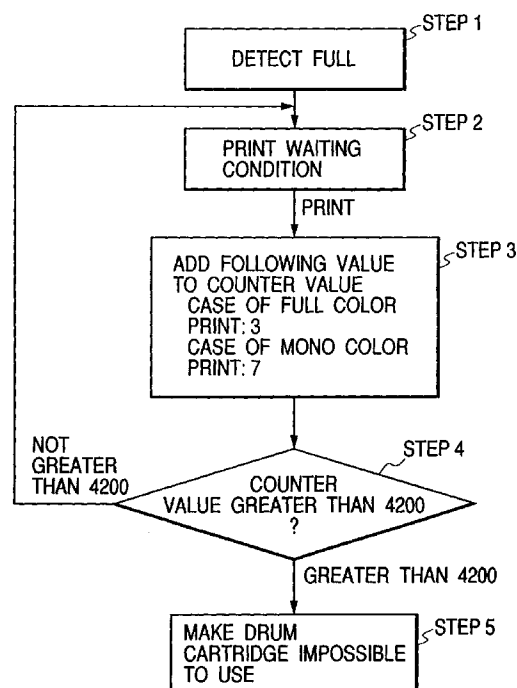 STEP 1
DETECT FULL
STEP 2
PRINT WAITING
CONDITION
PRINT
STEP 3
ADD FOLLOWING VALUE
TO COUNTER VALUE
CASE OF FULL COLOR
PRINT: 3
CASE OF MONO COLOR
PRINT: 7
NOT
GREATER
THAN 4200
STEP 4
COUNTER
VALUE GREATER THAN 4200
?
GREATER THAN 4200
STEP 5
MAKE DRUM
CARTRIDGE IMPOSSIBLE
TO USE